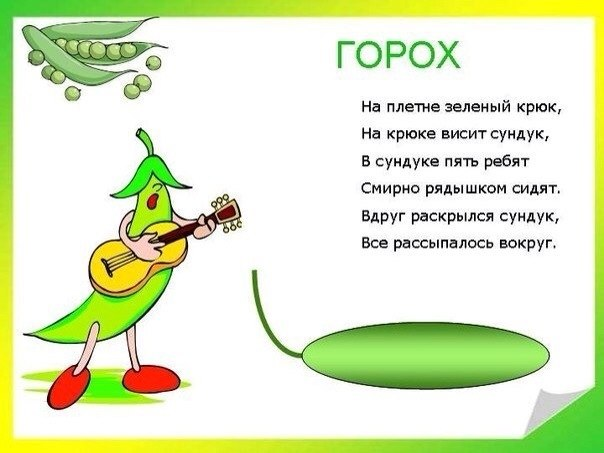 ГОРОХ
На плетне зеленый крюк,
На крюке висит сундук,
В сундуке пять ребят
Смирно рядышком сидят.
Вдруг раскрылся сундук,
Все рассыпалось вокруг.